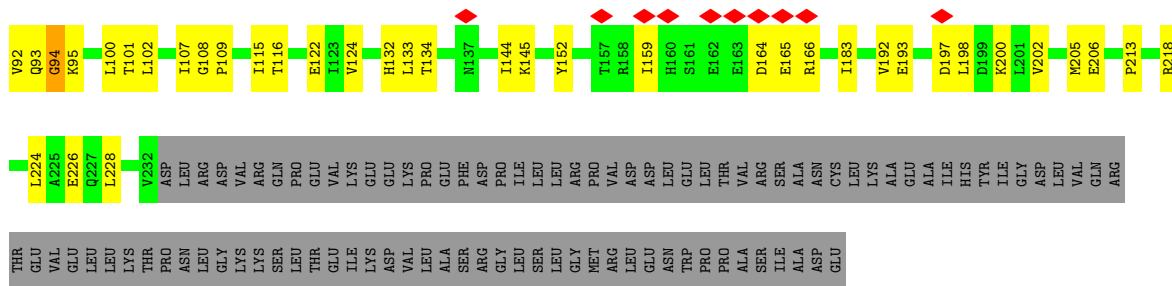 V92 Q93 G94 K95 L100 T101 L102 I107 G108 P109 I115 T116 E122 I123 V124 H132 L133 T134 N137 I144 K145 Y152 T157 R158 I159 H160 S161 E162 E163 D164 E165 R166 I183 V192 E193 D197 L198 D199 K200 L201 V202 M205 E206 P213 R218
L224 A225 E226 Q227 L228 V232 ASP LEU ARG ASP VAL ARG GLN PRO GLU VAL LYS GLU GLU LYS PRO GLU PHE ASP PRO ILE LEU LEU ARG PRO VAL ASP ASP LEU GLU LEU THR VAL ARG SER ALA ASN CYS LEU LYS ALA GLU ALA ILE HIS TYR ILE GLY ASP LEU VAL GLN ARG
THR GLU VAL GLU LEU LEU LYS THR PRO ASN LEU GLY LYS LYS SER LEU THR GLU ILE LYS ASP VAL LEU ALA SER ARG GLY LEU SER LEU GLY MET ARG LEU GLU ASN TRP PRO PRO ALA SER ILE ALA ASP GLU